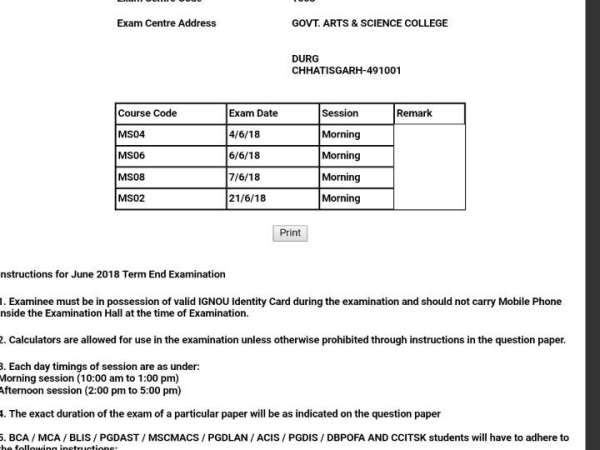 Exam Centre Code
Exam Centre Address GOVT. ARTS & SCIENCE COLLEGE
DURG
CHHATISGARH-491001
Course Code Exam Date Session Remark
MS04 4/6/18 Morning
MS06 6/6/18 Morning
MS08 7/6/18 Morning
MS02 21/6/18 Morning
Print
nstructions for June 2018 Term End Examination
1. Examinee must be in possession of valid IGNOU Identity Card during the examination and should not carry Mobile Phone
nside the Examination Hall at the time of Examination.
2. Calculators are allowed for use in the examination unless otherwise prohibited through instructions in the question paper.
3. Each day timings of session are as under:
Morning session (10:00 am to 1:00 pm)
Afternoon session (2:00 pm to 5:00 pm)
4. The exact duration of the exam of a particular paper will be as indicated on the question paper
5. BCA / MCA / BLIS / PGDAST / MSCMACS / PGDLAN / ACIS / PGDIS / DBPOFA AND CCITSK students will have to adhere to
the following instructions: